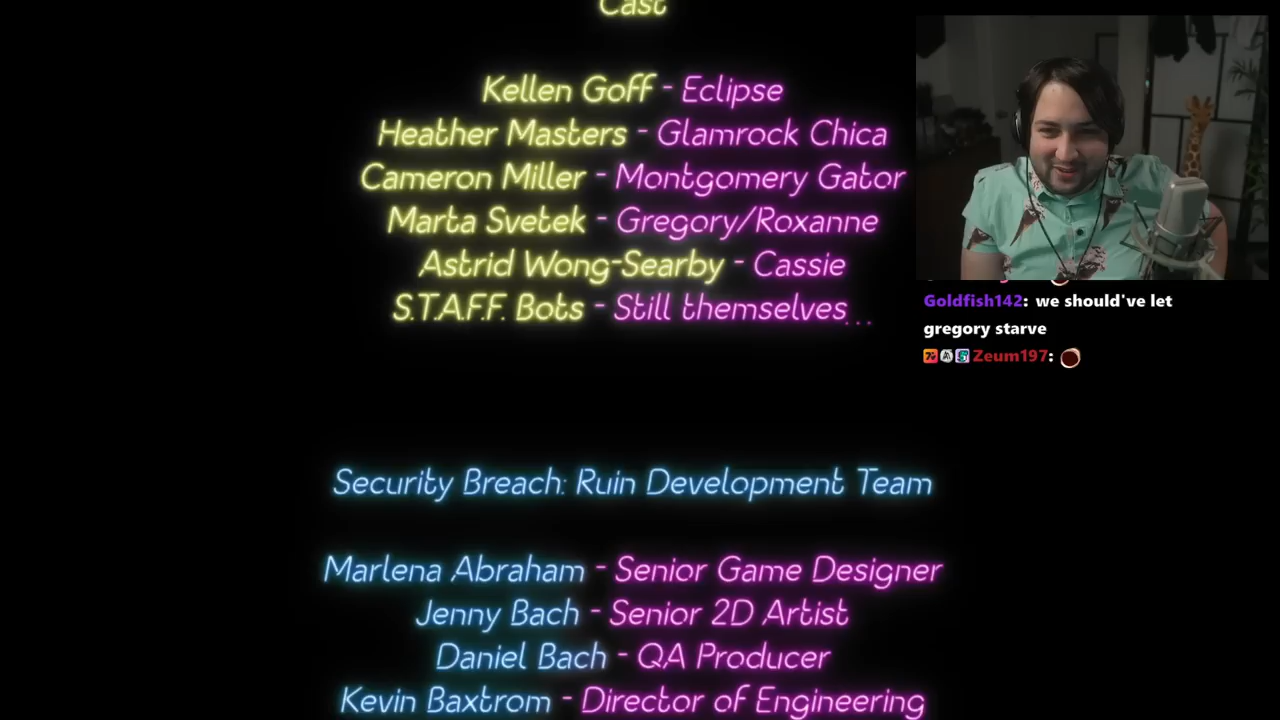 Cast
Kellen Goff - Eclipse
Heather Masters - Glamrock Chica
Cameron Miller - Montgomery Gator
Marta Svetek - Gregory/Roxanne
Astrid Wong-Searby - Cassie
S.T.A.F.F. Bots - Still themselves...
Security Breach: Ruin Development Team
Marlena Abraham - Senior Game Designer
Jenny Bach - Senior 2D Artist
Daniel Bach - QA Producer
Kevin Baxtrom - Director of Engineering
Goldfish142: we should've let
gregory starve
Zeum197: